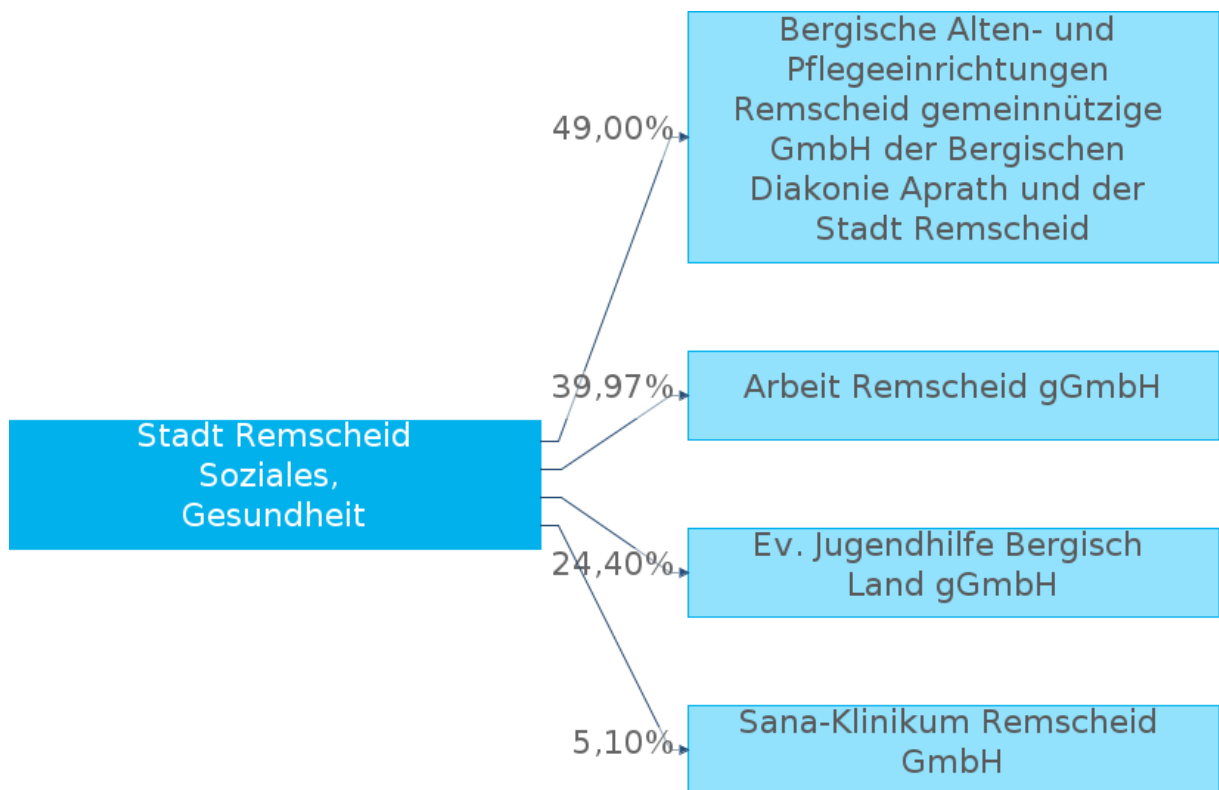 Bergische Alten- und
Pflegeeinrichtungen
Remscheid gemeinnützige
GmbH der Bergischen
Diakonie Aprath und der
Stadt Remscheid
49,00%
39,97%
Arbeit Remscheid gGmbH
Stadt Remscheid
Soziales,
Gesundheit
24,40%
Ev. Jugendhilfe Bergisch
Land gGmbH
5,10%
Sana-Klinikum Remscheid
GmbH